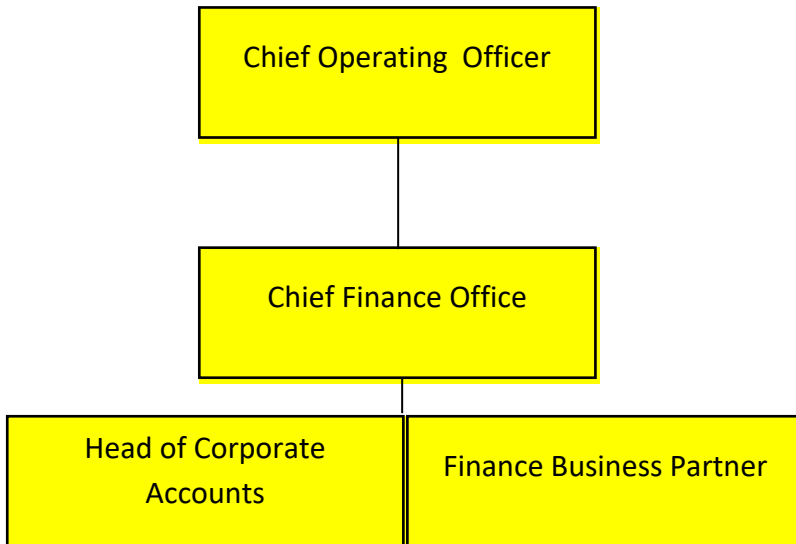 Chief Operating  Officer
Chief Finance Office
Head of Corporate
Accounts
Finance Business Partner